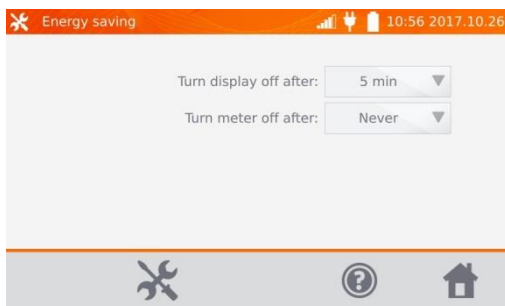 Energy saving 10:56 2017.10.26
Turn display off after: 5 min
Turn meter off after: Never